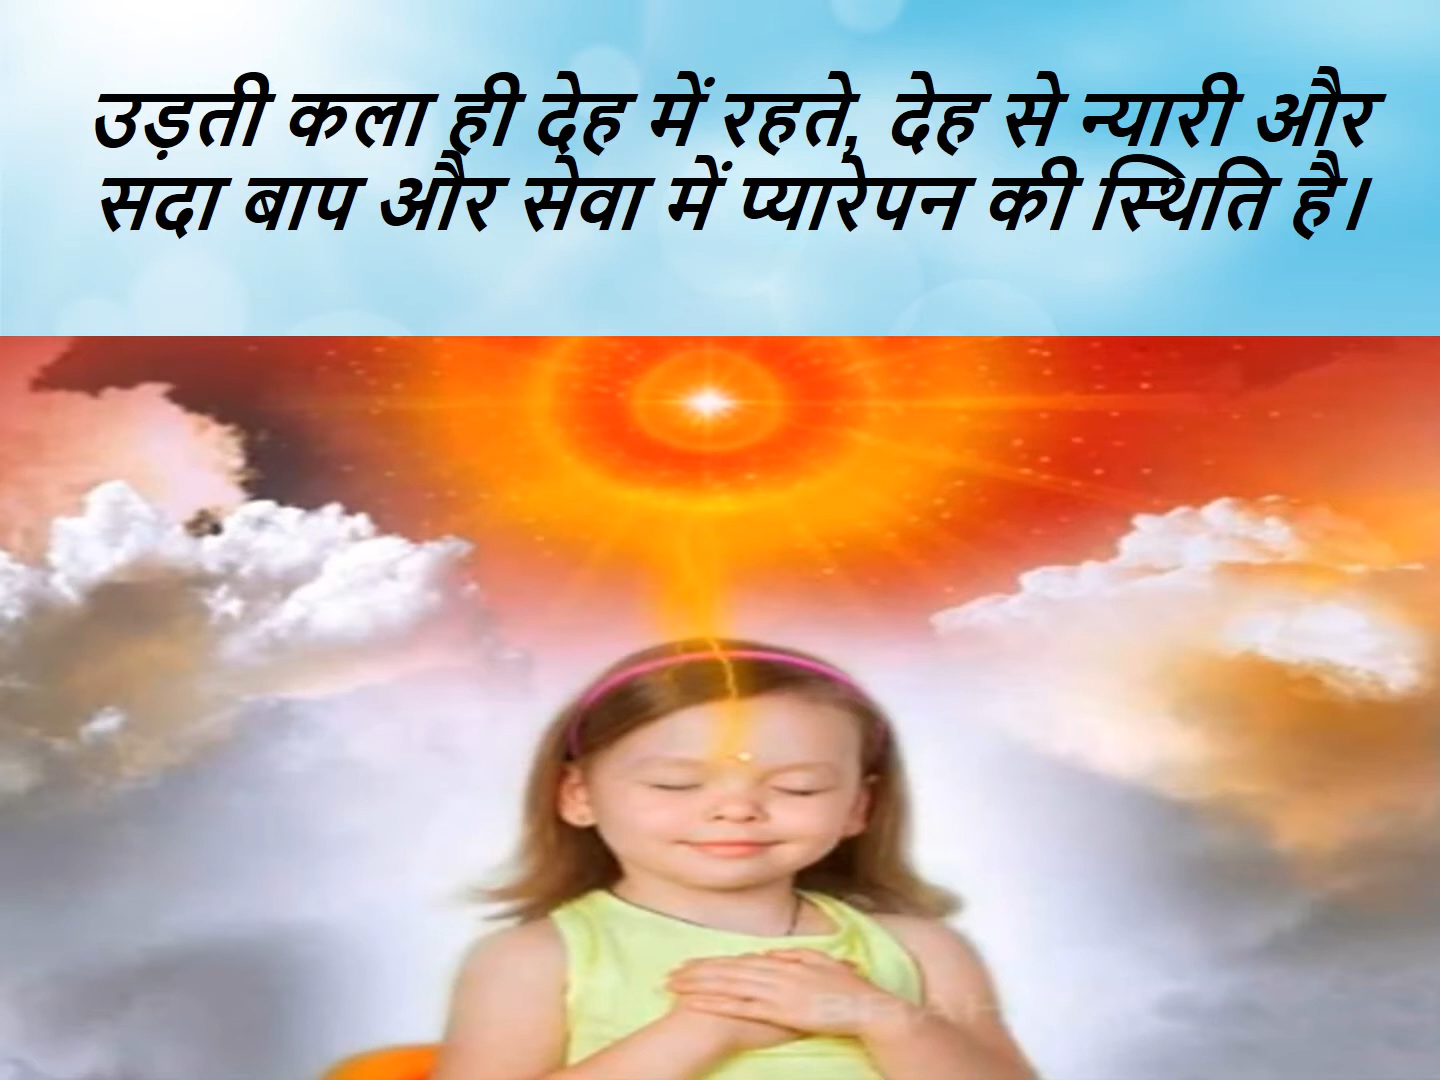 उड़ती कला ही देह में रहते, देह से न्यारी और
सदा बाप और सेवा में प्यारेपन की स्थिति है।